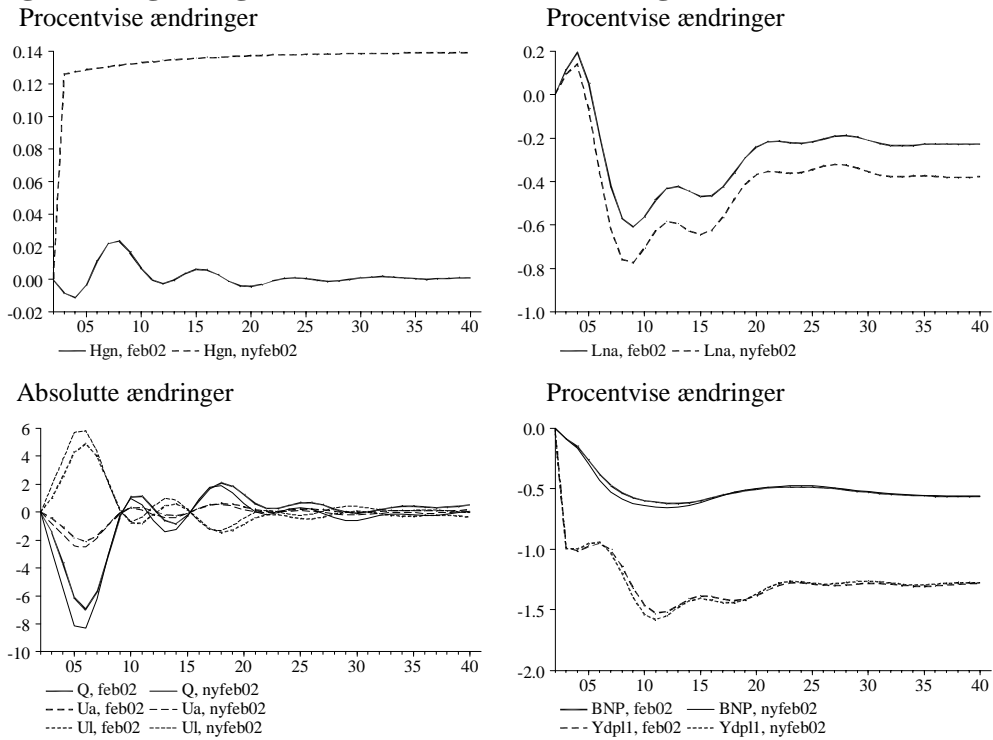 Procentvise ændringer
0.14
0.12
0.10
0.08
0.06
0.04
0.02
0.00
-0.02
05 10 15 20 25 30 35 40
Hgn, feb02 Hgn, nyfeb02
Procentvise ændringer
0.2
0.0
-0.2
-0.4
-0.6
-0.8
-1.0
05 10 15 20 25 30 35 40
Lna, feb02 Lna, nyfeb02
Absolutte ændringer
6
4
2
0
-2
-4
-6
-8
-10
05 10 15 20 25 30 35 40
Q, feb02 Q, nyfeb02
Ua, feb02 Ua, nyfeb02
Ul, feb02 Ul, nyfeb02
Procentvise ændringer
0.0
-0.5
-1.0
-1.5
-2.0
05 10 15 20 25 30 35 40
BNP, feb02 BNP, nyfeb02
Ydpl1, feb02 Ydpl1, nyfeb02